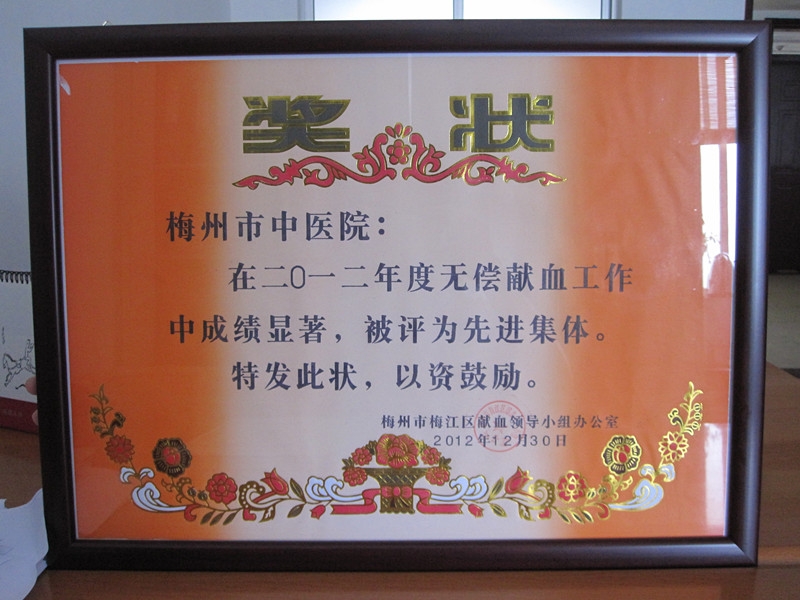 奖 状
梅州市中医院：
在二〇一二年度无偿献血工作
中成绩显著，被评为先进集体。
特发此状，以资鼓励。
梅州市梅江区献血领导小组办公室
2012年12月30日